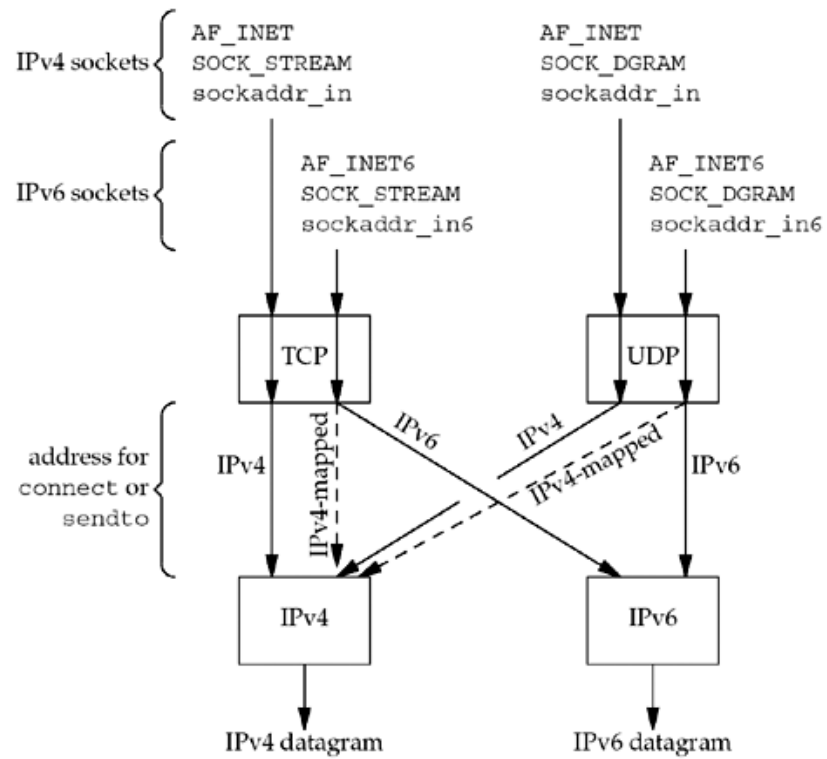 IPv4 sockets
AF_INET
SOCK_STREAM
sockaddr_in
AF_INET
SOCK_DGRAM
sockaddr_in
IPv6 sockets
AF_INET6
SOCK_STREAM
sockaddr_in6
AF_INET6
SOCK_DGRAM
sockaddr_in6
TCP
UDP
address for
connect or
sendto
IPv4
IPv4-mapped
IPv6
IPv4
IPv4-mapped
IPv6
IPv4
IPv6
IPv4 datagram
IPv6 datagram